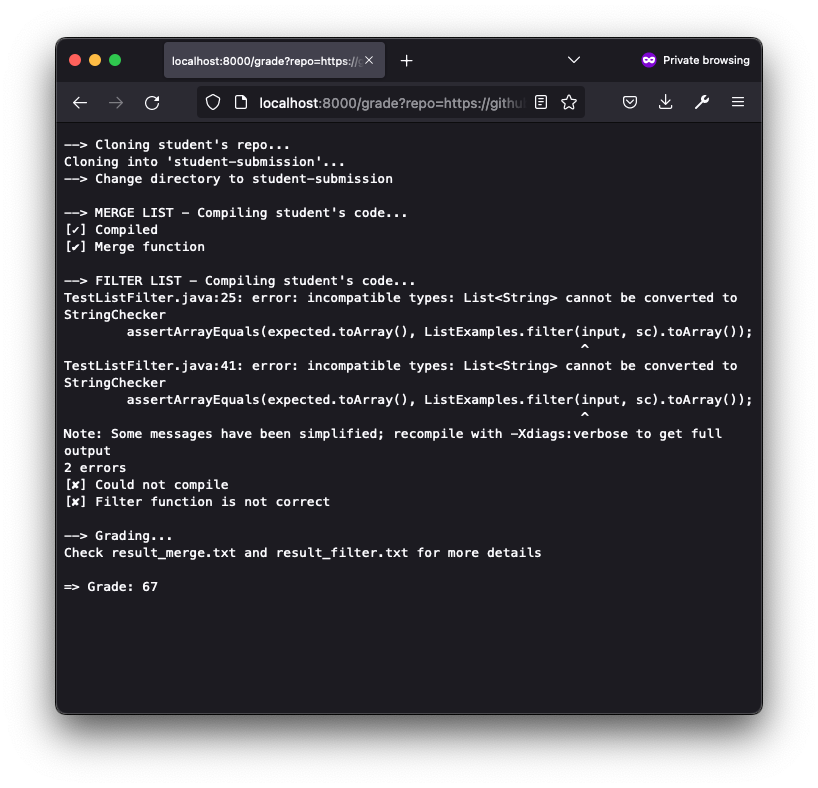 localhost:8000/grade?repo=https://g
Private browsing
localhost:8000/grade?repo=https://githu
——> Cloning student's repo...
Cloning into 'student-submission'...
——> Change directory to student-submission
——> MERGE LIST - Compiling student's code...
[✓] Compiled
[✔] Merge function
——> FILTER LIST - Compiling student's code...
TestListFilter.java:25: error: incompatible types: List<String> cannot be converted to
StringChecker
assertArrayEquals(expected.toArray(), ListExamples.filter(input, sc).toArray());
^
TestListFilter.java:41: error: incompatible types: List<String> cannot be converted to
StringChecker
assertArrayEquals(expected.toArray(), ListExamples.filter(input, sc).toArray());
^
Note: Some messages have been simplified; recompile with -Xdiags:verbose to get full
output
2 errors
[✘] Could not compile
[✘] Filter function is not correct
——> Grading...
Check result_merge.txt and result_filter.txt for more details
=> Grade: 67